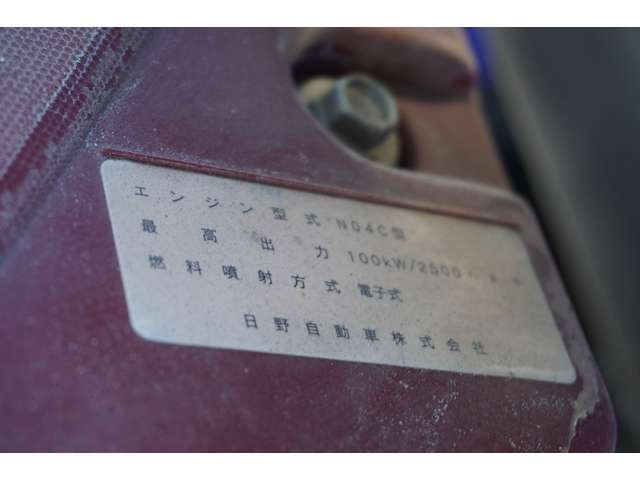 エンジン型式 N04C型
最高出力 100kW/2500
燃料噴射方式 電子式
日野自動車株式会社